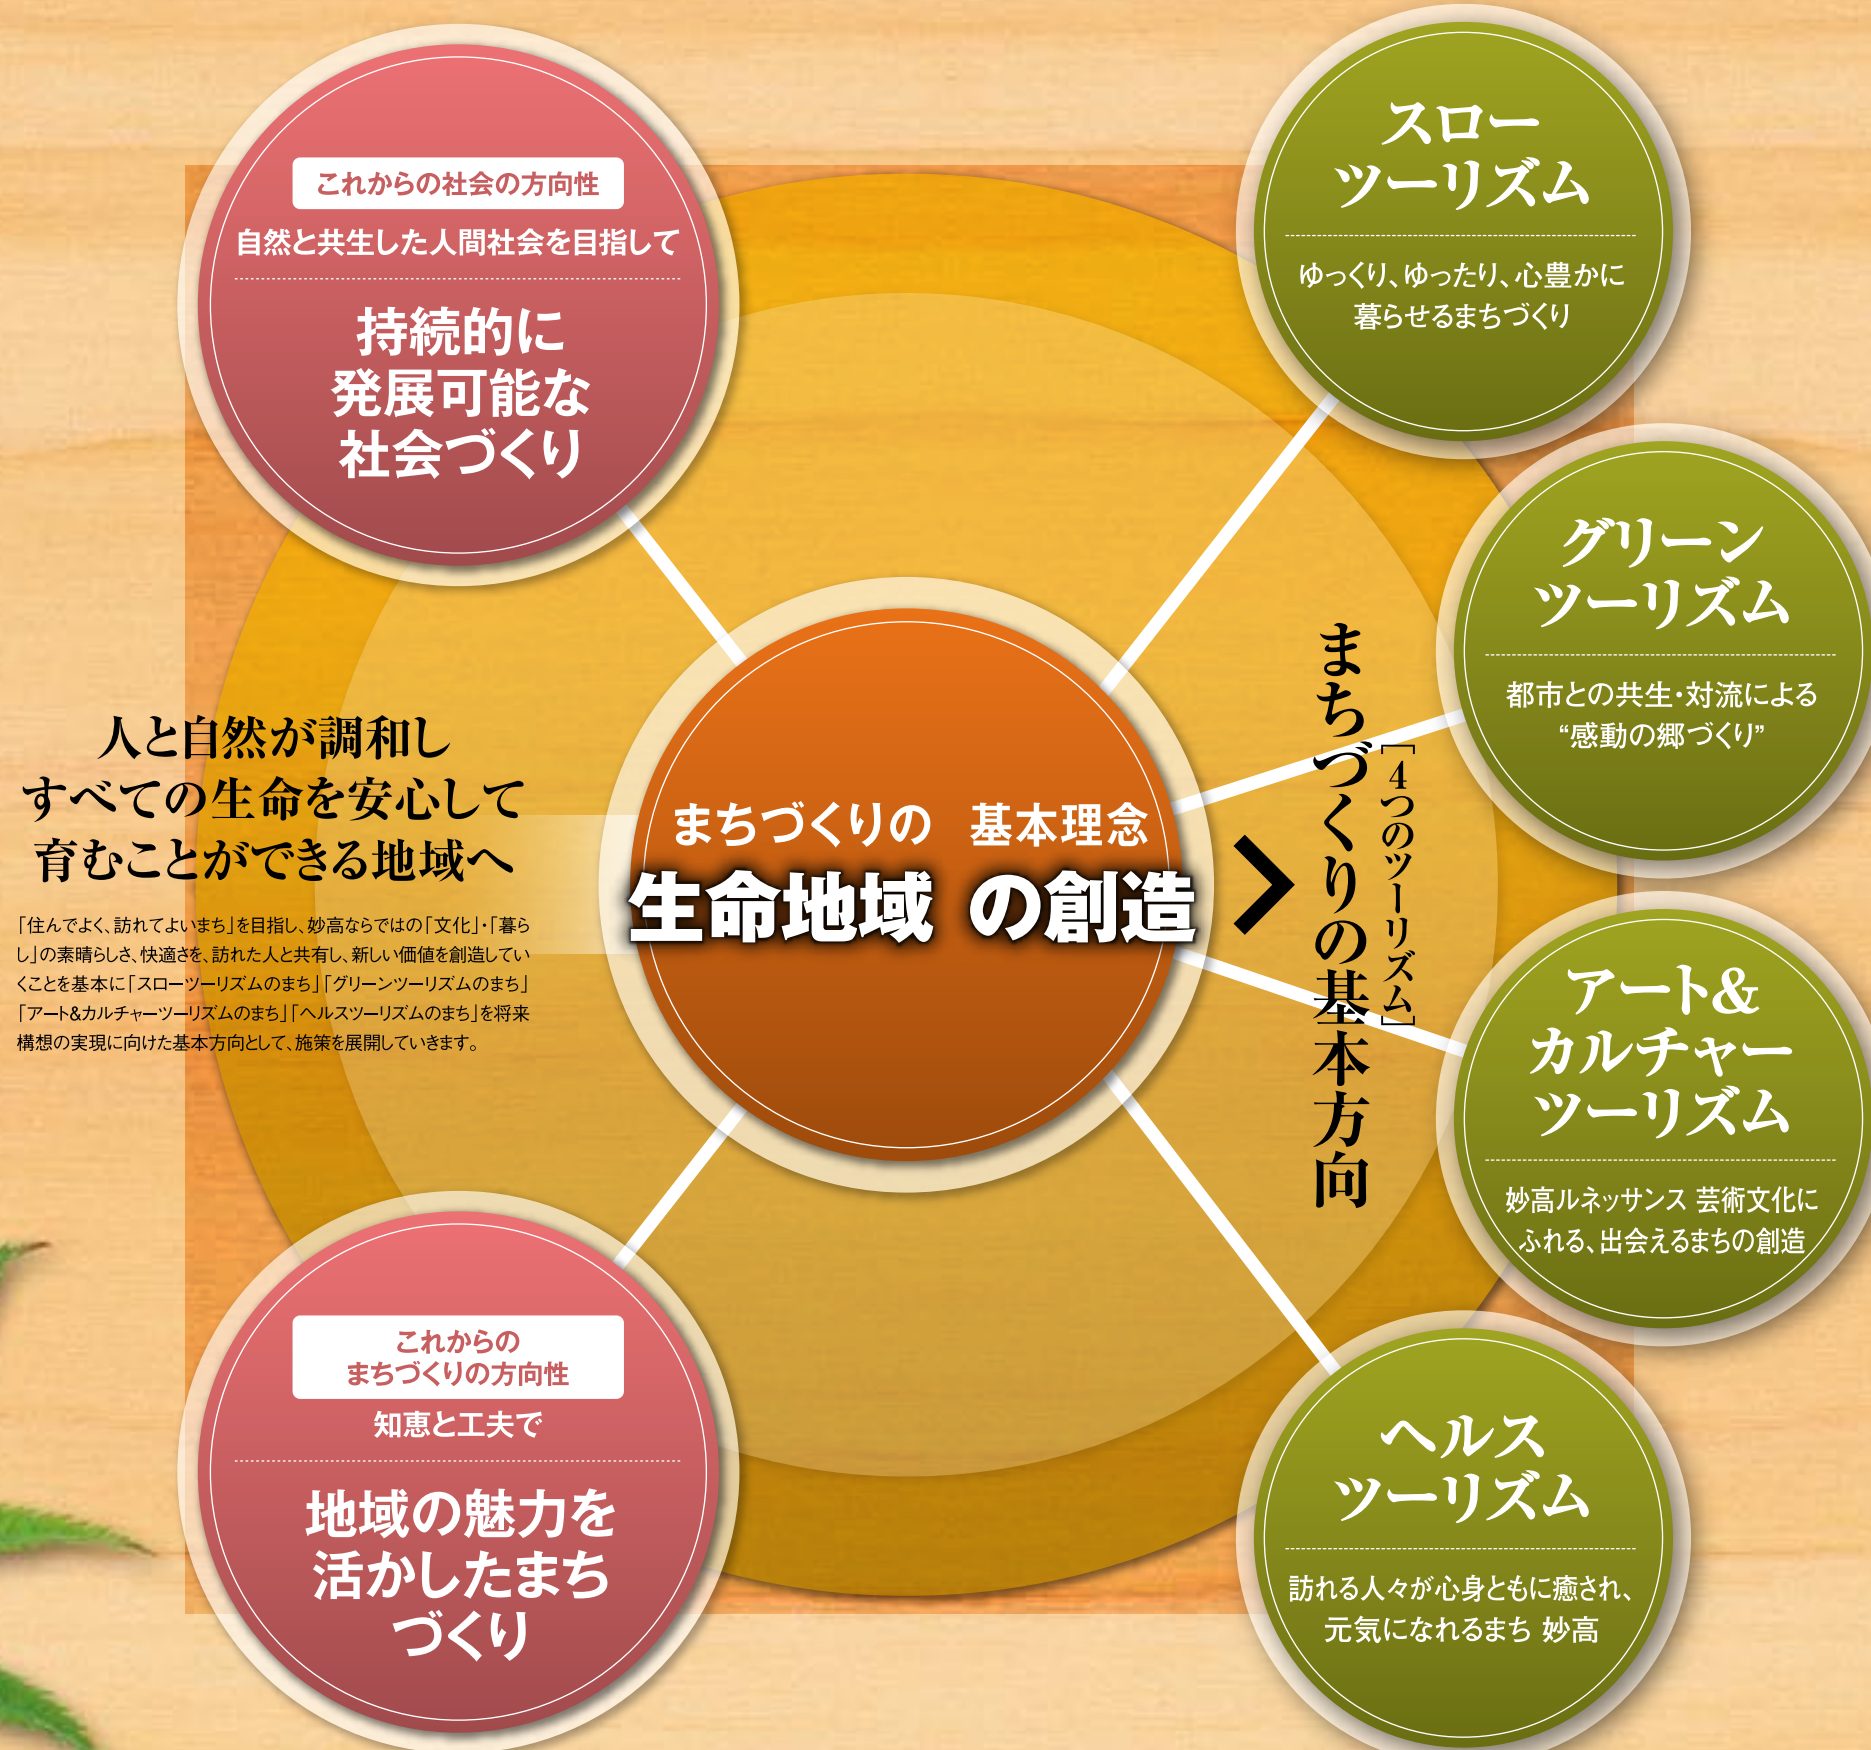 これからの社会の方向性
自然と共生した人間社会を目指して
持続的に
発展可能な
社会づくり
人と自然が調和し
すべての生命を安心して
育むことができる地域へ
「住んでよく、訪れてよいまち」を目指し、妙高ならではの「文化」・「暮ら
し」の素晴らしさ、快適さを、訪れた人と共有し、新しい価値を創造してい
くことを基本に「スローツーリズムのまち」「グリーンツーリズムのまち」
「アート&カルチャーツーリズムのまち」「ヘルスツーリズムのまち」を将来
構想の実現に向けた基本方向として、施策を展開していきます。
これからの
まちづくりの方向性
知恵と工夫で
地域の魅力を
活かしたまち
づくり
まちづくりの 基本理念
生命地域 の創造
まちづくりの基本方向
[4つのツーリズム]
スロー
ツーリズム
ゆっくり、ゆったり、心豊かに
暮らせるまちづくり
グリーン
ツーリズム
都市との共生・対流による
“感動の郷づくり”
アート&
カルチャー
ツーリズム
妙高ルネッサンス 芸術文化に
ふれる、出会えるまちの創造
ヘルス
ツーリズム
訪れる人々が心身ともに癒され、
元気になれるまち 妙高